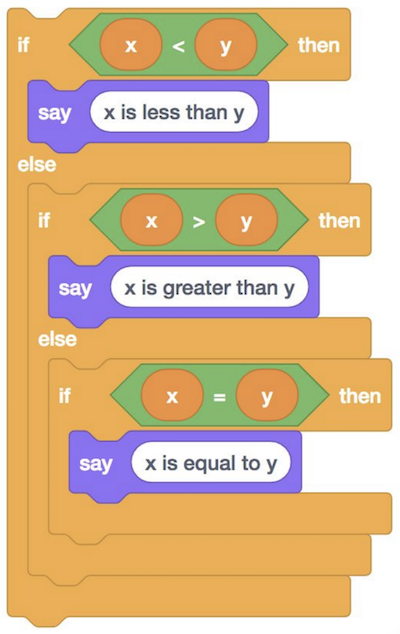 if x < y then
say x is less than y
else
if x > y then
say x is greater than y
else
if x = y then
say x is equal to y